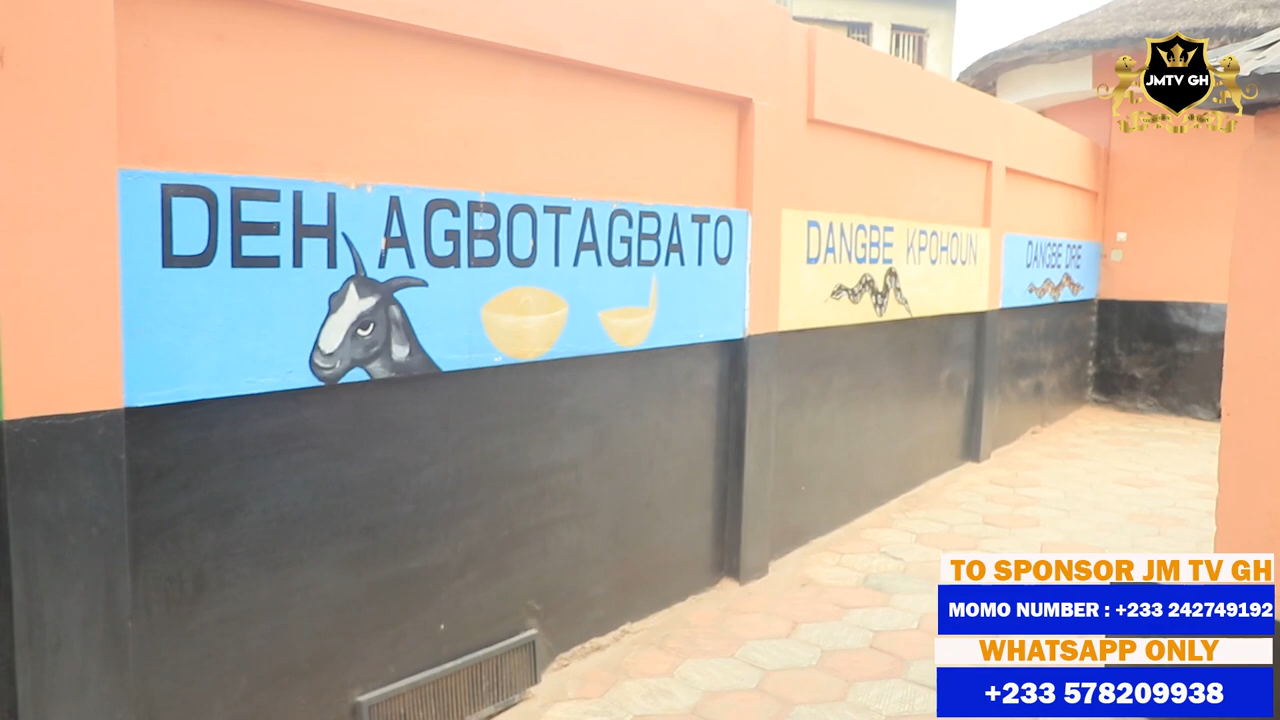 DEH AGBOTAGBATO
DANGBE KPOHOUN
DANGBE DRE
JMTV GH
TO SPONSOR JM TV GH
MOMO NUMBER : +233 242749192
WHATSAPP ONLY
+233 578209938